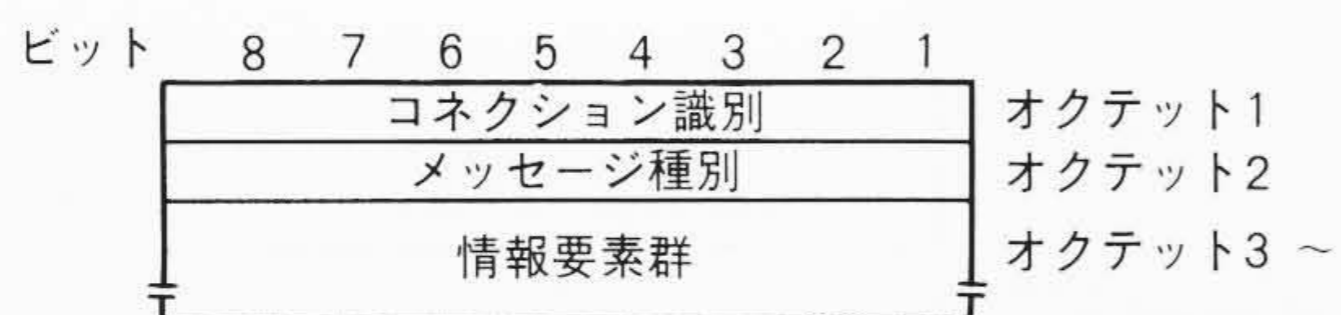 ビット 8 7 6 5 4 3 2 1
コネクション識別 オクテット1
メッセージ種別 オクテット2
情報要素群 オクテット3 ~